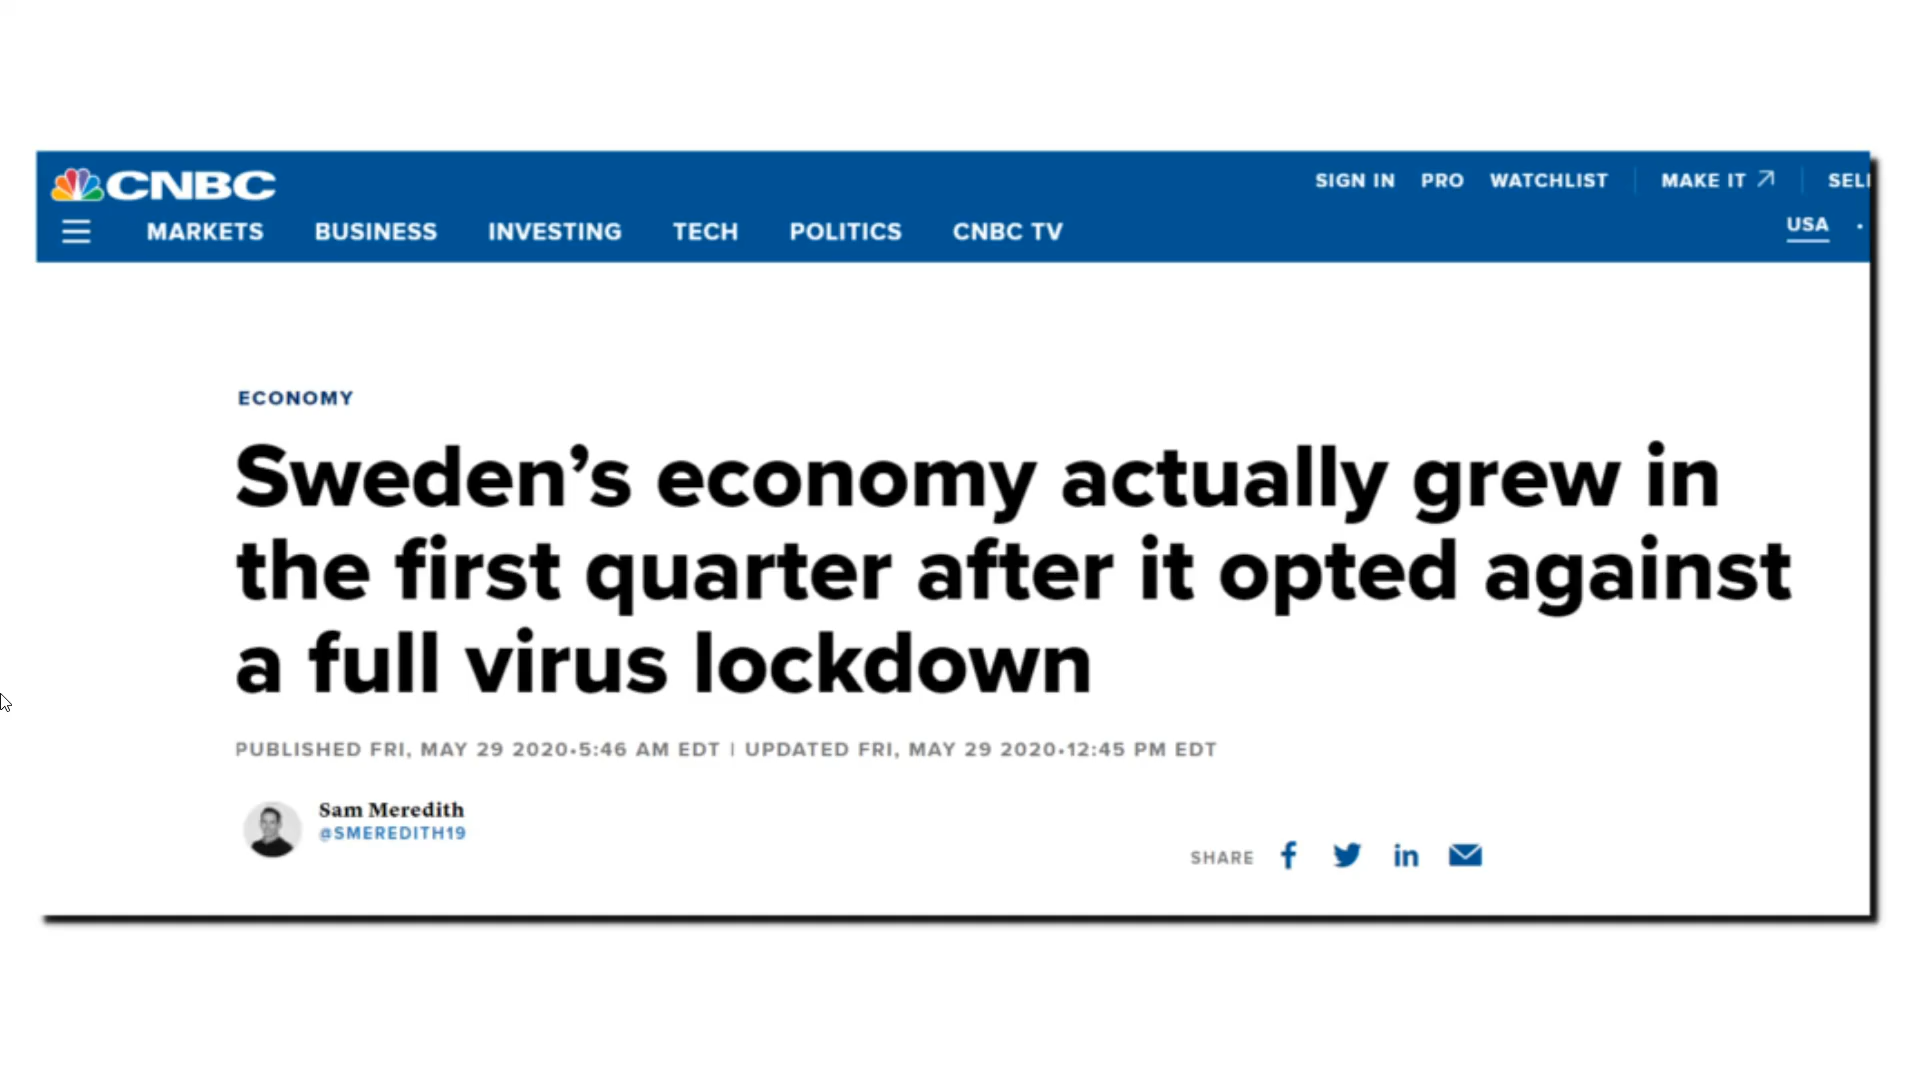 CNBC
SIGN IN PRO WATCHLIST MAKE IT
USA
MARKETS BUSINESS INVESTING TECH POLITICS CNBC TV
ECONOMY
Sweden’s economy actually grew in
the first quarter after it opted against
a full virus lockdown
PUBLISHED FRI, MAY 29 2020•5:46 AM EDT | UPDATED FRI, MAY 29 2020•12:45 PM EDT
Sam Meredith
@SMEREDITH19
SHARE